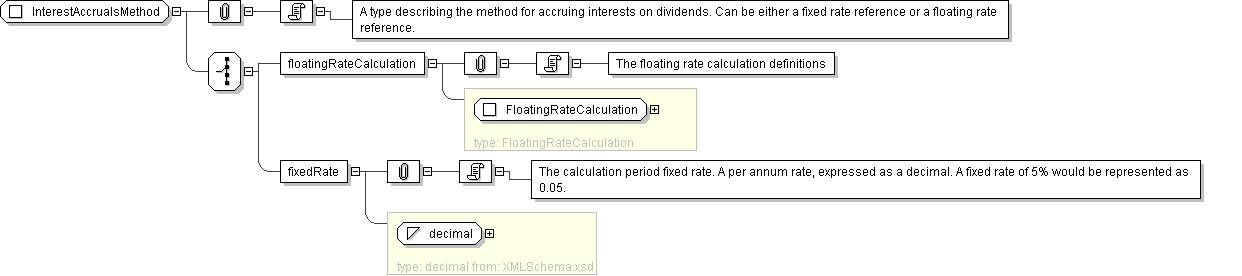 InterestAccrualsMethod
A type describing the method for accruing interests on dividends. Can be either a fixed rate reference or a floating rate
reference.
floatingRateCalculation
The floating rate calculation definitions
FloatingRateCalculation
type: FloatingRateCalculation
fixedRate
The calculation period fixed rate. A per annum rate, expressed as a decimal. A fixed rate of 5% would be represented as
0.05.
decimal
type: decimal from: XMLSchema.xsd